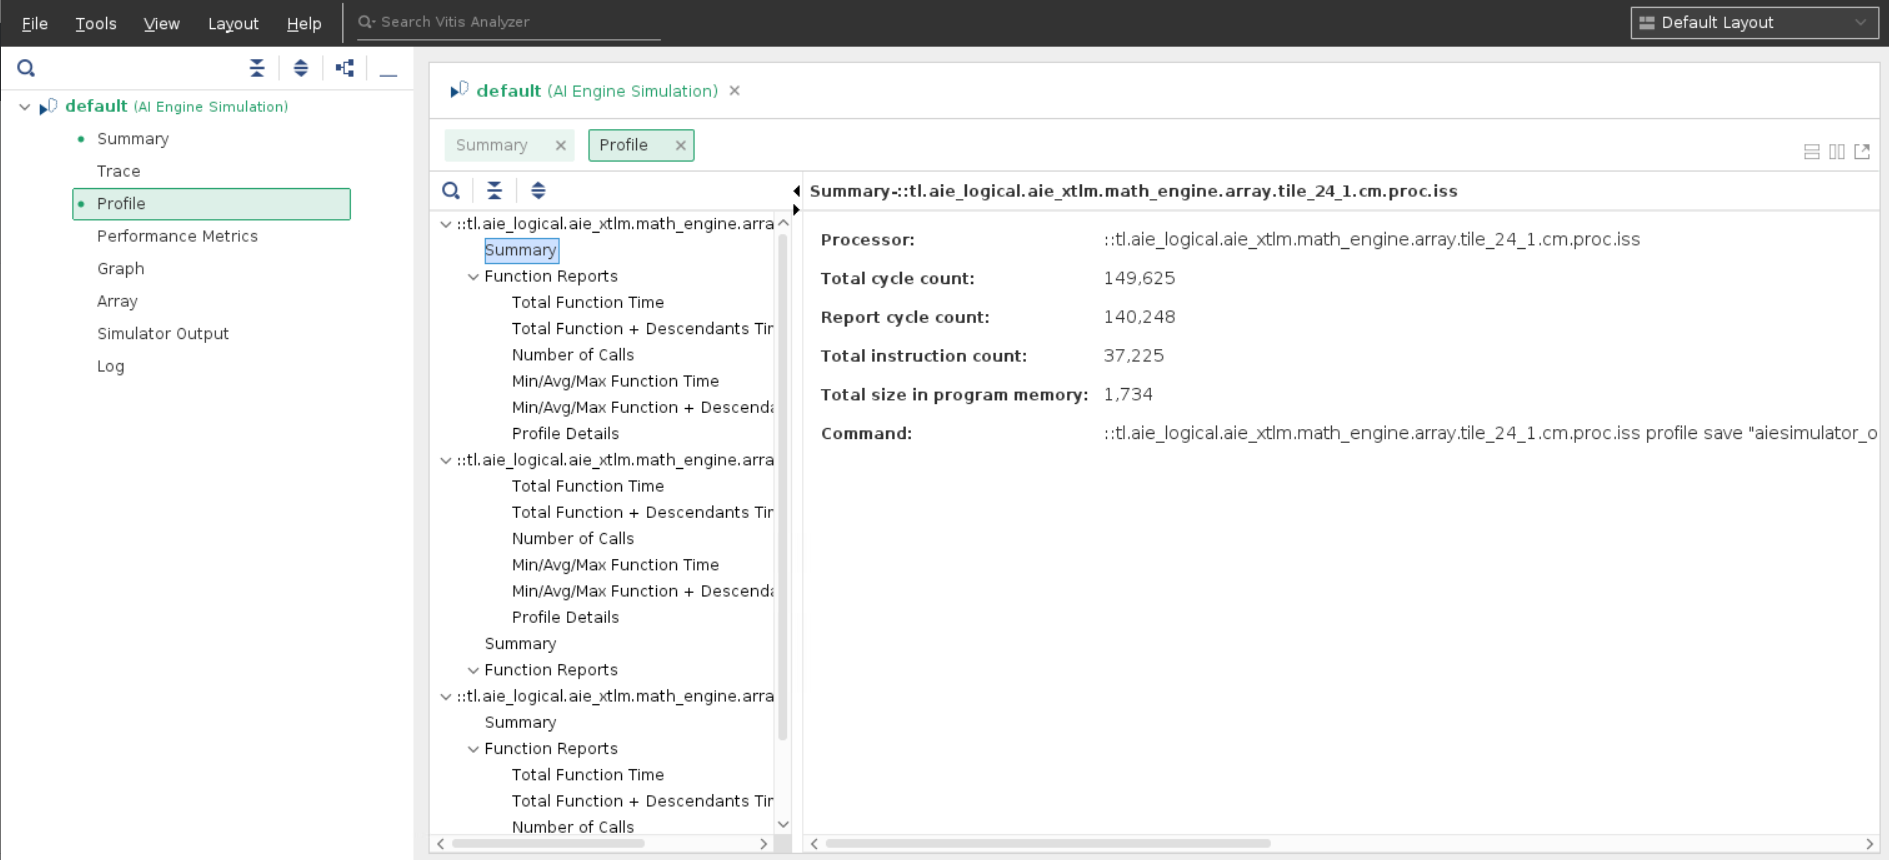 File Tools View Layout Help Search Vitis Analyzer Default Layout
default (AI Engine Simulation)
Summary
Trace
Profile
Performance Metrics
Graph
Array
Simulator Output
Log
default (AI Engine Simulation)
Summary Profile
::tl.aie_logical.aie_xtlm.math_engine.arra
Summary
Function Reports
Total Function Time
Total Function + Descendants Tir
Number of Calls
Min/Avg/Max Function Time
Min/Avg/Max Function + Descenda
Profile Details
::tl.aie_logical.aie_xtlm.math_engine.arra
Total Function Time
Total Function + Descendants Tir
Number of Calls
Min/Avg/Max Function Time
Min/Avg/Max Function + Descenda
Profile Details
Summary
Function Reports
::tl.aie_logical.aie_xtlm.math_engine.arra
Summary
Function Reports
Total Function Time
Total Function + Descendants Tir
Number of Calls
Summary-::tl.aie_logical.aie_xtlm.math_engine.array.tile_24_1.cm.proc.iss
Processor: ::tl.aie_logical.aie_xtlm.math_engine.array.tile_24_1.cm.proc.iss
Total cycle count: 149,625
Report cycle count: 140,248
Total instruction count: 37,225
Total size in program memory: 1,734
Command: ::tl.aie_logical.aie_xtlm.math_engine.array.tile_24_1.cm.proc.iss profile save "aiesimulator_o